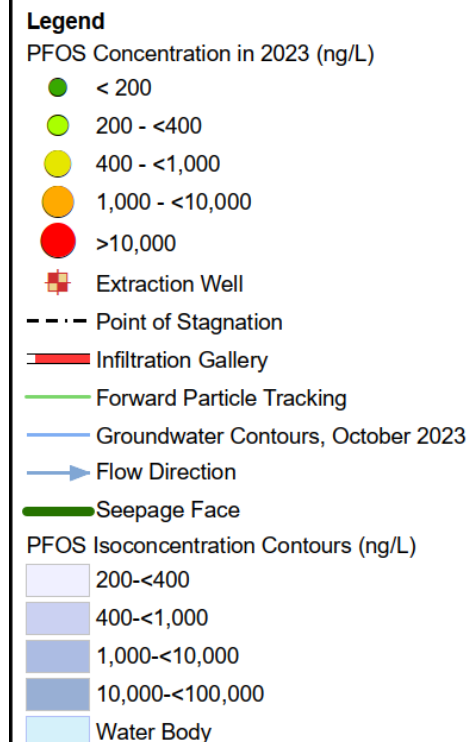 Legend
PFOS Concentration in 2023 (ng/L)
< 200
200 - <400
400 - <1,000
1,000 - <10,000
>10,000
Extraction Well
Point of Stagnation
Infiltration Gallery
Forward Particle Tracking
Groundwater Contours, October 2023
Flow Direction
Seepage Face
PFOS Isoconcentration Contours (ng/L)
200-<400
400-<1,000
1,000-<10,000
10,000-<100,000
Water Body